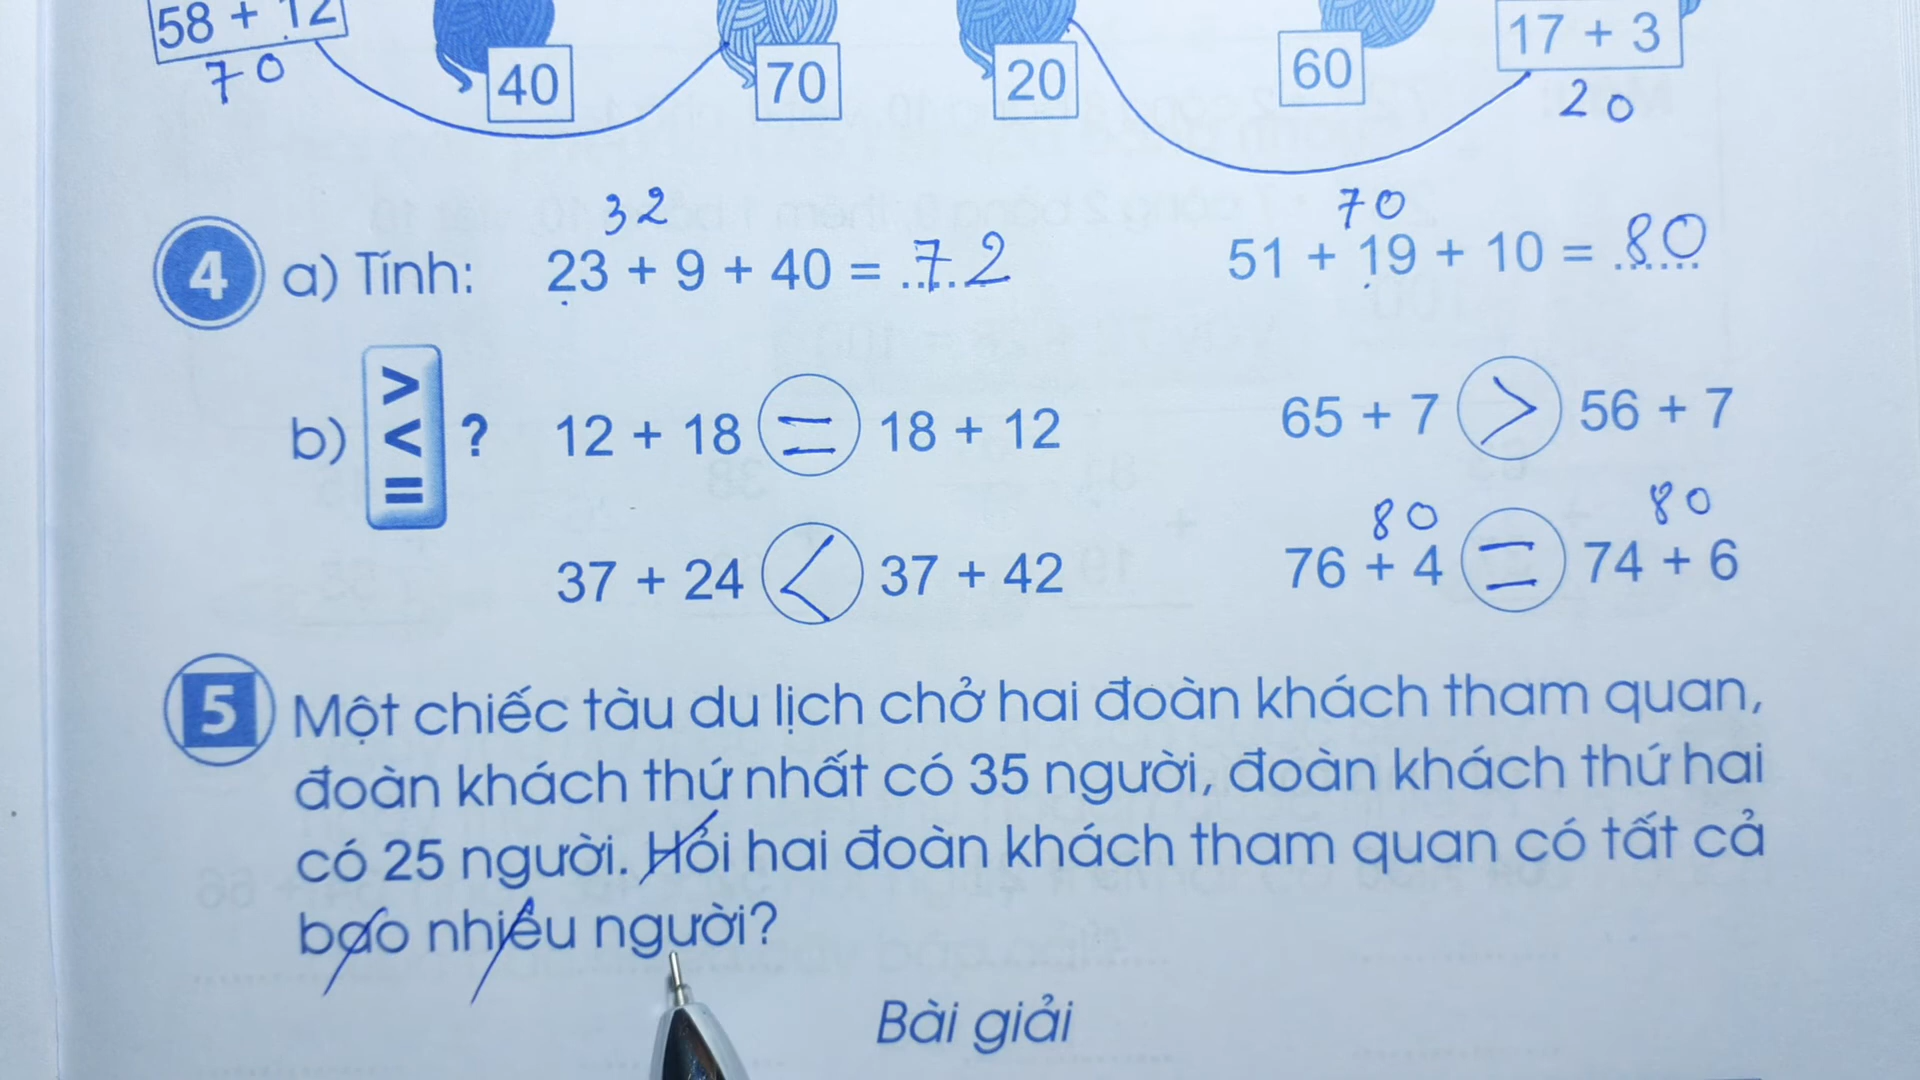 58 + 12
40
70
20
60
17 + 3
70
20
32
70
4 a) Tính: 23 + 9 + 40 = 72 51 + 19 + 10 = 80
b) > < = ? 12 + 18 = 18 + 12 65 + 7 > 56 + 7
80 80
37 + 24 < 37 + 42 76 + 4 = 74 + 6
5 Một chiếc tàu du lịch chở hai đoàn khách tham quan,
đoàn khách thứ nhất có 35 người, đoàn khách thứ hai
có 25 người. Hỏi hai đoàn khách tham quan có tất cả
bao nhiêu người?
Bài giải